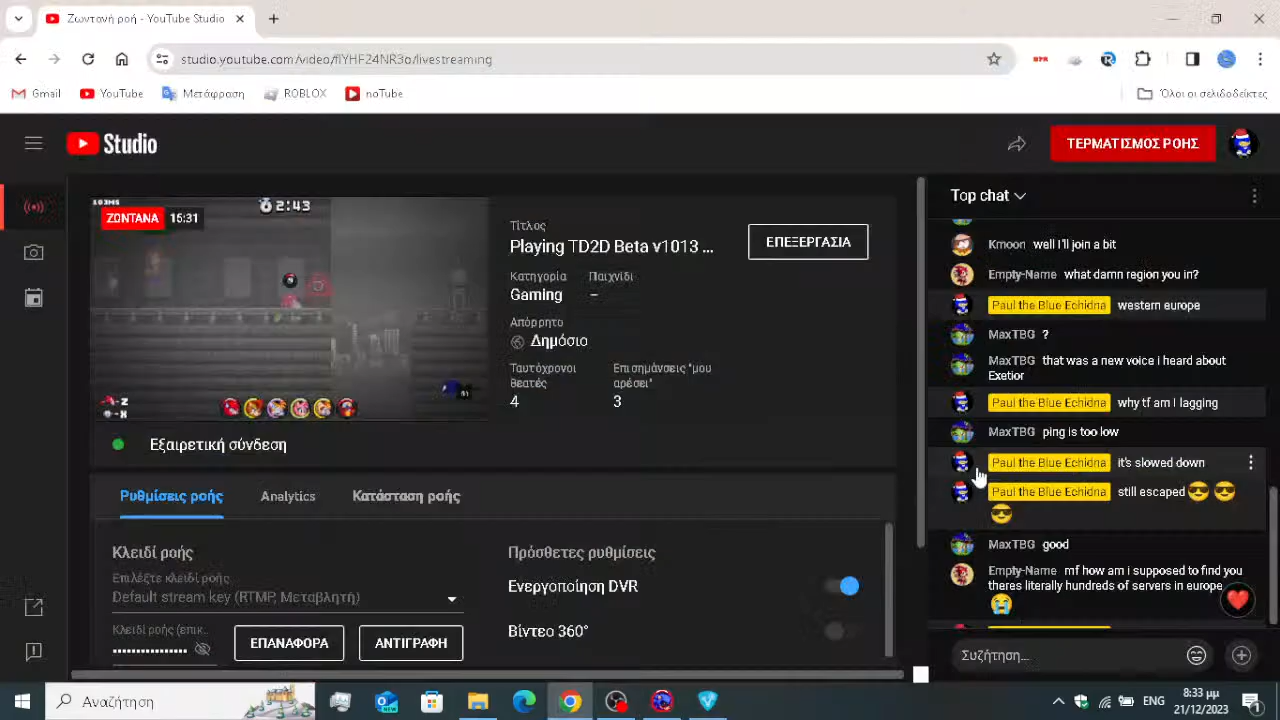 Ζωντανή ροή - YouTube Studio
studio.youtube.com/video/flYHF24NR3o/livestreaming
Gmail
YouTube
Μετάφραση
ROBLOX
noTube
Όλοι οι σελιδοδείκτες
Studio
ΤΕΡΜΑΤΙΣΜΟΣ ΡΟΗΣ
103MS
2:43
ΖΩΝΤΑΝΑ 15:31
Τίτλος
Playing TD2D Beta v1013 ...
ΕΠΕΞΕΡΓΑΣΙΑ
Κατηγορία Παιχνίδι
Gaming –
Απόρρητο
Δημόσιο
Ταυτόχρονοι θεατές
4
Επισημάνσεις "μου αρέσει"
3
Εξαιρετική σύνδεση
Ρυθμίσεις ροής
Analytics
Κατάσταση ροής
Κλειδί ροής
Επιλέξτε κλειδί ροής
Default stream key (RTMP, Μεταβλητή)
Κλειδί ροής (επικ...
ΕΠΑΝΑΦΟΡΑ
ΑΝΤΙΓΡΑΦΗ
Πρόσθετες ρυθμίσεις
Ενεργοποίηση DVR
Βίντεο 360°
Top chat
Kmoon well I'll join a bit
Empty-Name what damn region you in?
Paul the Blue Echidna western europe
MaxTBG ?
MaxTBG that was a new voice i heard about
Exetior
Paul the Blue Echidna why tf am I lagging
MaxTBG ping is too low
Paul the Blue Echidna it's slowed down
Paul the Blue Echidna still escaped 😎 😎
😎
MaxTBG good
Empty-Name mf how am i supposed to find you
theres literally hundreds of servers in europe
😭
Συζήτηση...
Αναζήτηση
ENG
8:33 μμ
21/12/2023